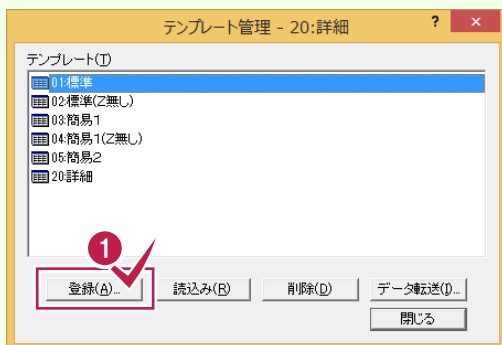 テンプレート管理 - 20:詳細
? ×
テンプレート(T)
01:標準
02:標準(Z無し)
03:簡易1
04:簡易1(Z無し)
05:簡易2
20:詳細
1
登録(A)... 読込み(R) 削除(D) データ転送(I)...
閉じる